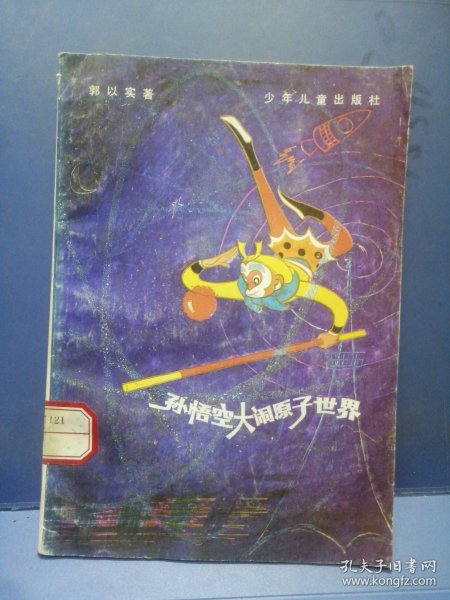 郭以实著
少年儿童出版社
孙悟空大闹原子世界
121
孔夫子旧书网
www.kongfz.com